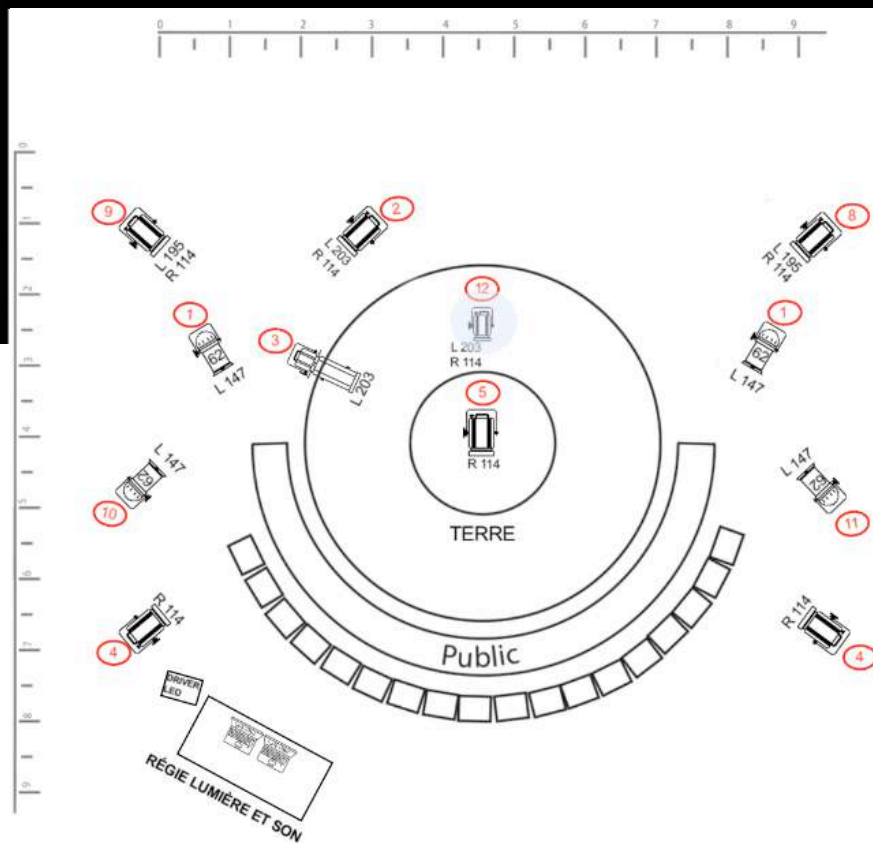 0 1 2 3 4 5 6 7 8 9
0
1
2
3
4
5
6
7
8
9
9
L 195
R 114
2
L 203
R 114
8
L 195
R 114
12
L 203
R 114
1
62
L 147
3
L 203
1
62
L 147
5
R 114
TERRE
L 147
62
10
L 147
62
11
R 114
4
R 114
4
Public
DRIVER
LED
RÉGIE LUMIÈRE ET SON